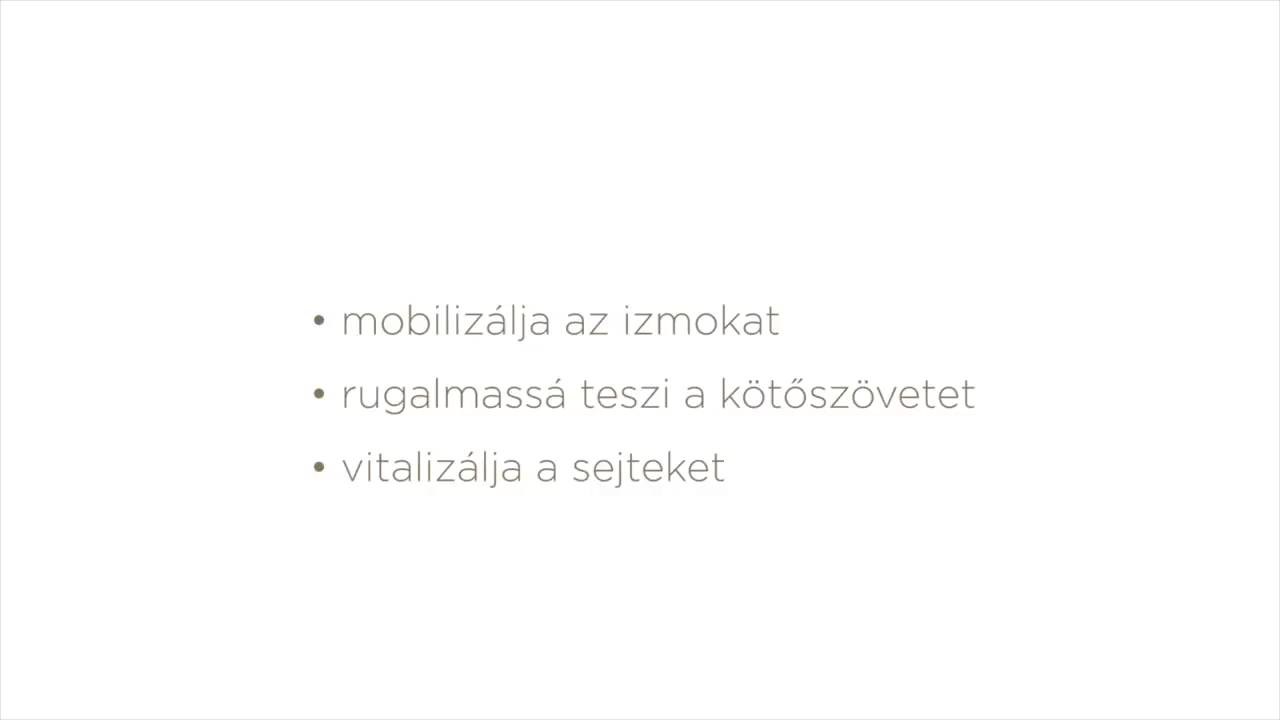 • mobilizálja az izmokat
• rugalmassá teszi a kötőszövetet
• vitalizálja a sejteket